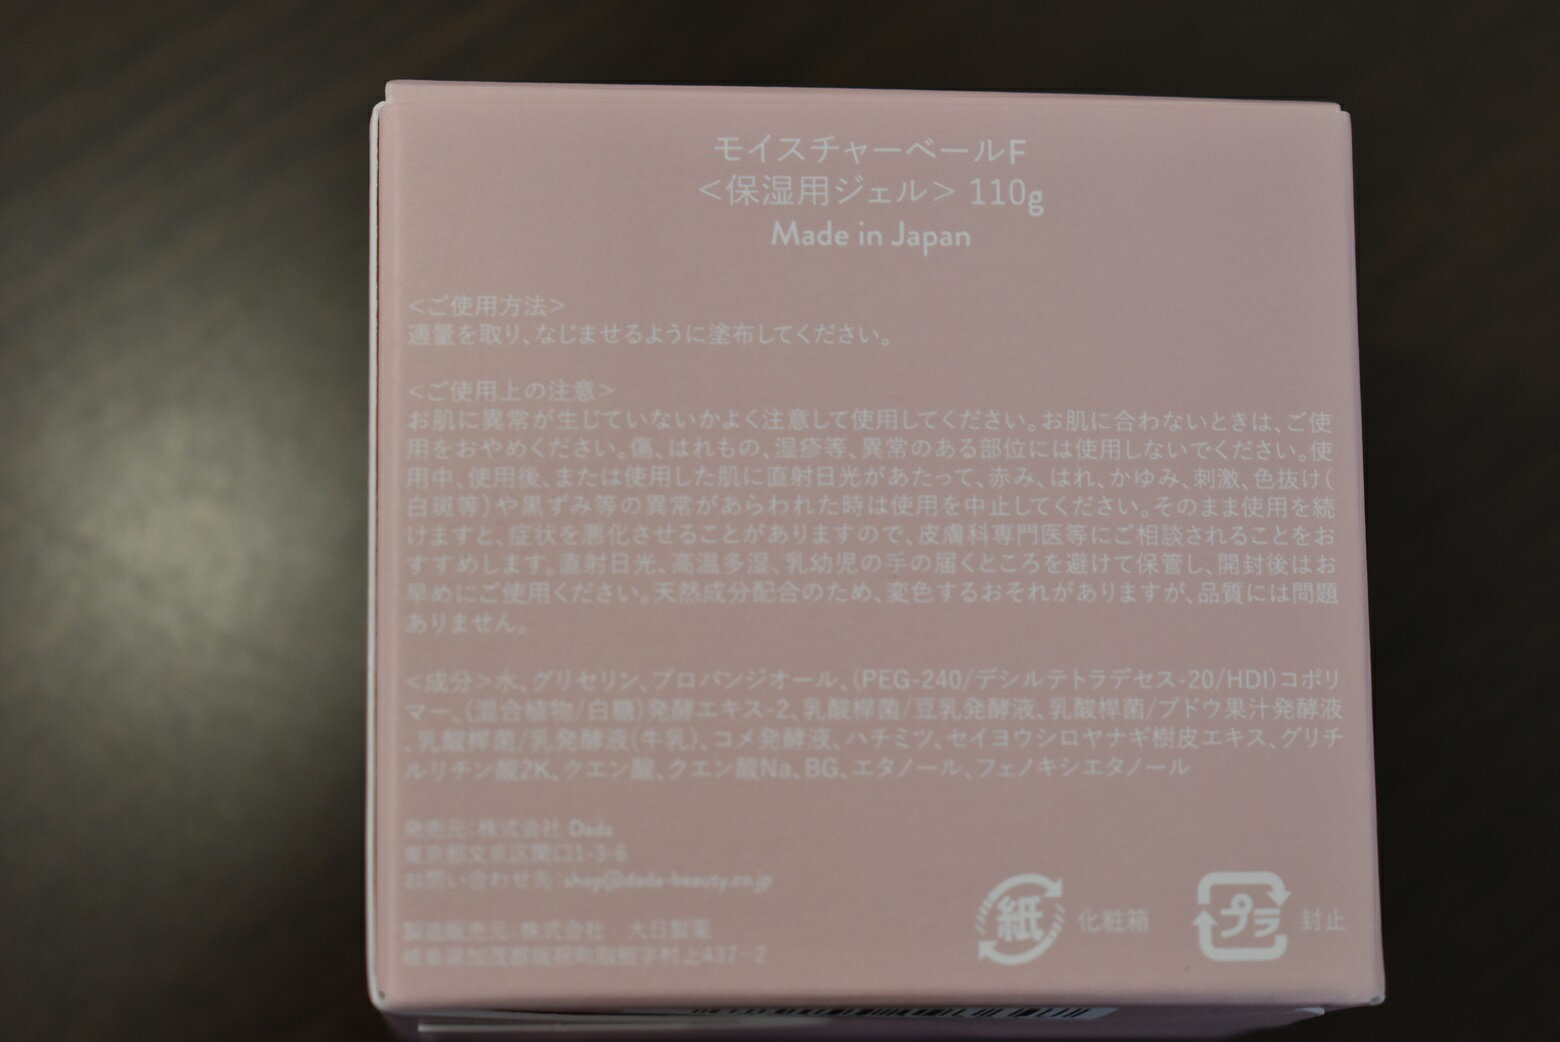 モイスチャーベールF
<保湿用ジェル> 110g
Made in Japan
<ご使用方法>
適量を取り、なじませるように塗布してください。
<ご使用上の注意>
お肌に異常が生じていないかよく注意して使用してください。お肌に合わないときは、ご使
用をおやめください。傷、はれもの、湿疹等、異常のある部位には使用しないでください。使
用中、使用後、または使用した肌に直射日光があたって、赤み、はれ、かゆみ、刺激、色抜け(
白斑等)や黒ずみ等の異常があらわれた時は使用を中止してください。そのまま使用を続
けますと、症状を悪化させることがありますので、皮膚科専門医等にご相談されることをお
すすめします。直射日光、高温多湿、乳幼児の手の届くところを避けて保管し、開封後はお
早めにご使用ください。天然成分配合のため、変色するおそれがありますが、品質には問題
ありません。
<成分>水、グリセリン、プロパンジオール、(PEG-240/デシルテトラデセス-20/HDI)コポリ
マー、(混合植物/白糖)発酵エキス-2、乳酸桿菌/豆乳発酵液、乳酸桿菌/ブドウ果汁発酵液
、乳酸桿菌/乳発酵液(牛乳)、コメ発酵液、ハチミツ、セイヨウシロヤナギ樹皮エキス、グリチ
ルリチン酸2K、クエン酸、クエン酸Na、BG、エタノール、フェノキシエタノール
発売元:株式会社 Dada
東京都文京区関口1-3-6
お問い合わせ先:shop@dada-beauty.co.jp
製造販売元:株式会社 大日製薬
岐阜県加茂郡坂祝町取組字村上437-2
紙 化粧箱
プラ 封止